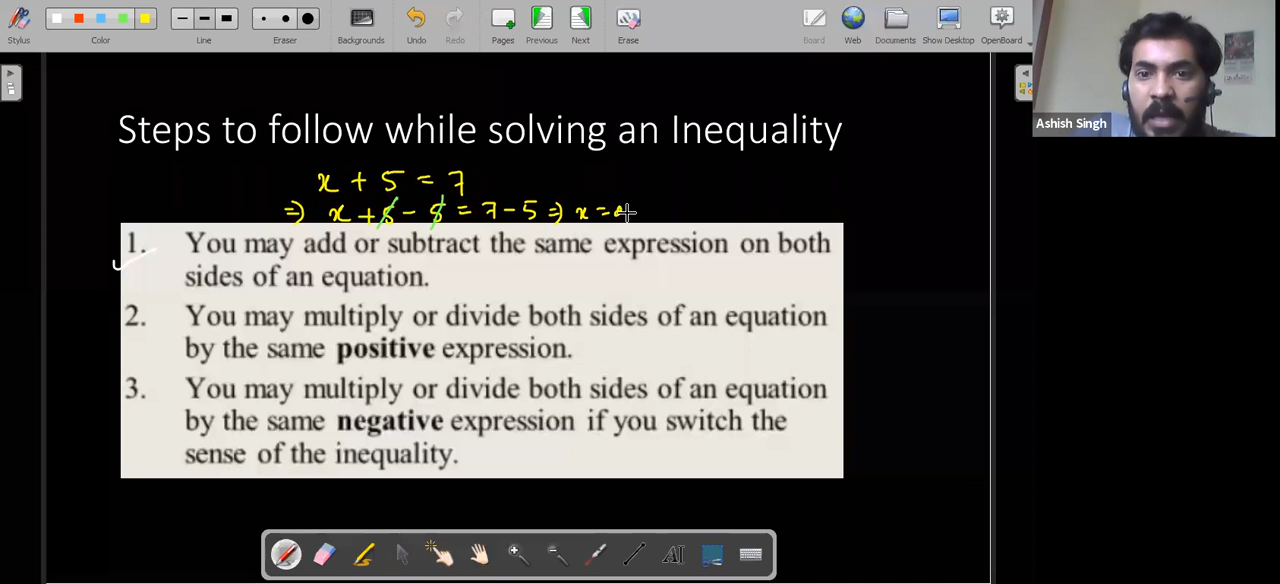 Stylus Color Line Eraser Backgrounds Undo Redo Pages Previous Next Erase Board Web Documents Show Desktop OpenBoard
Ashish Singh
Steps to follow while solving an Inequality
x + 5 = 7
⇒ x + 5 - 5 = 7 - 5 ⇒ x =
1. You may add or subtract the same expression on both
sides of an equation.
2. You may multiply or divide both sides of an equation
by the same positive expression.
3. You may multiply or divide both sides of an equation
by the same negative expression if you switch the
sense of the inequality.
AI